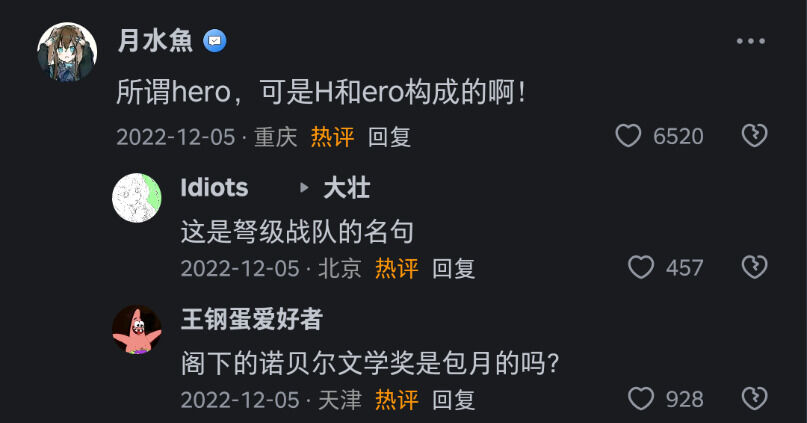 月水魚
所谓hero，可是H和ero构成的啊！
2022-12-05 · 重庆 热评 回复 6520
Idiots ▸ 大壮
这是弩级战队的名句
2022-12-05 · 北京 热评 回复 457
王钢蛋爱好者
阁下的诺贝尔文学奖是包月的吗？
2022-12-05 · 天津 热评 回复 928